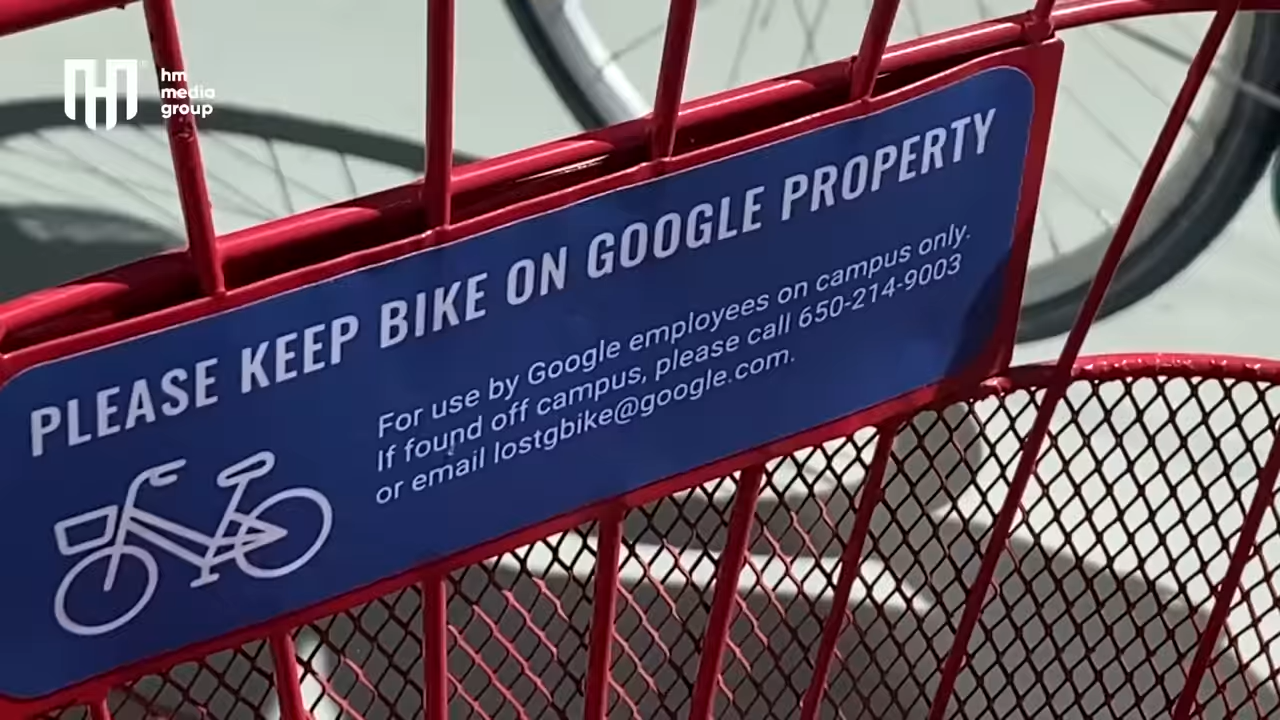 hm
media
group
PLEASE KEEP BIKE ON GOOGLE PROPERTY
For use by Google employees on campus only.
If found off campus, please call 650-214-9003
or email lostgbike@google.com.